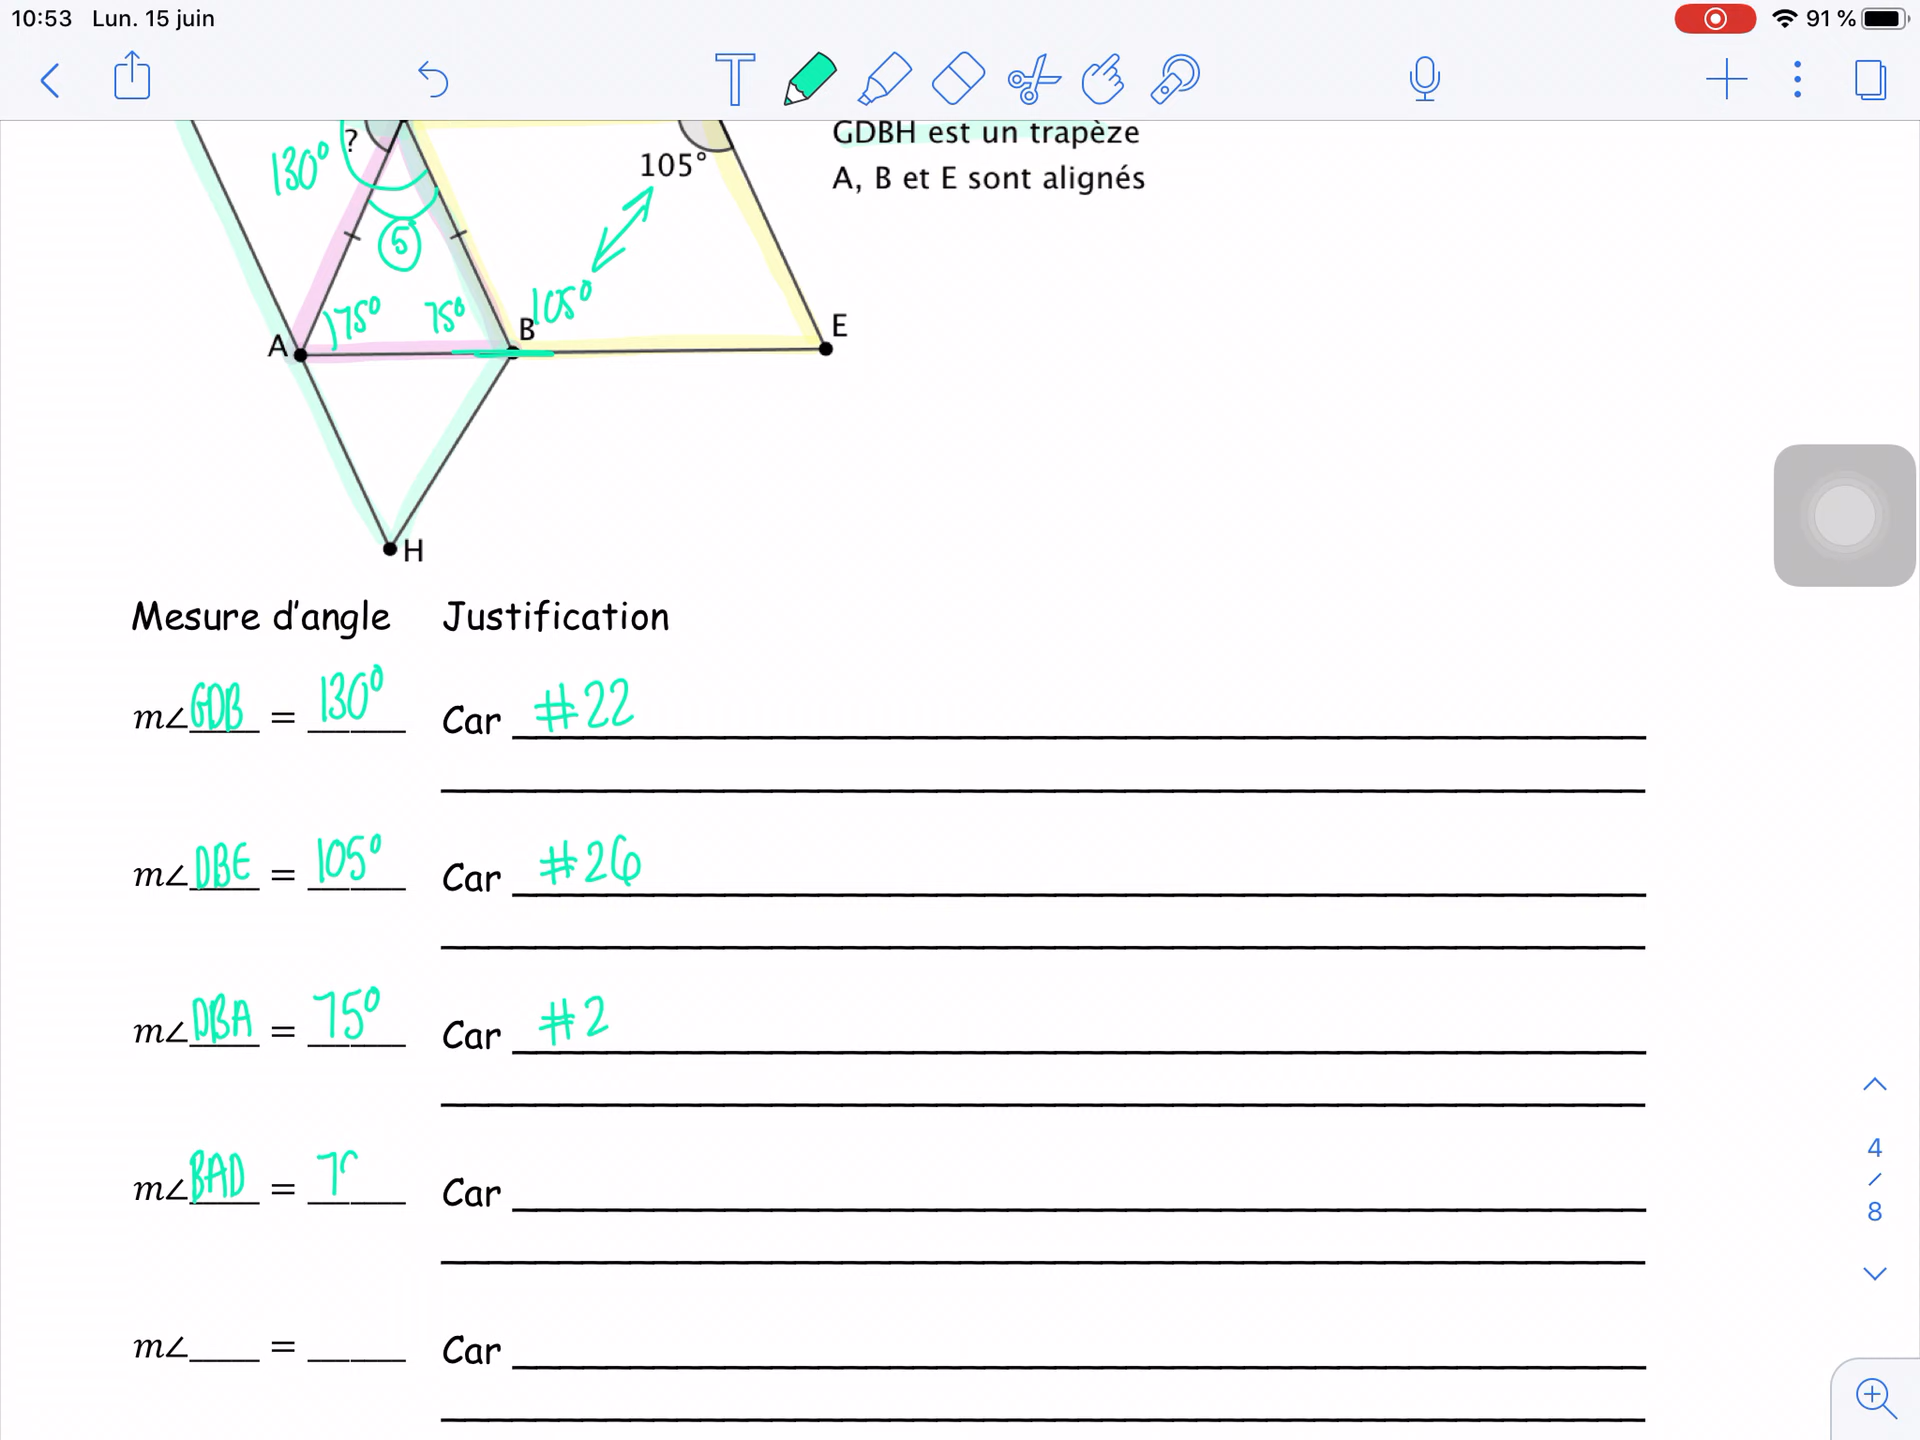 10:53 Lun. 15 juin 91 %
T
GDBH est un trapèze
? 105°
130°
A, B et E sont alignés
5
105°
75° 75°
B E
A
H
Mesure d'angle Justification
m∠GDB = 130° Car #22
m∠DBE = 105° Car #26
m∠DBA = 75° Car #2
m∠BAD = 7 Car
m∠____ = _____ Car
4
/
8